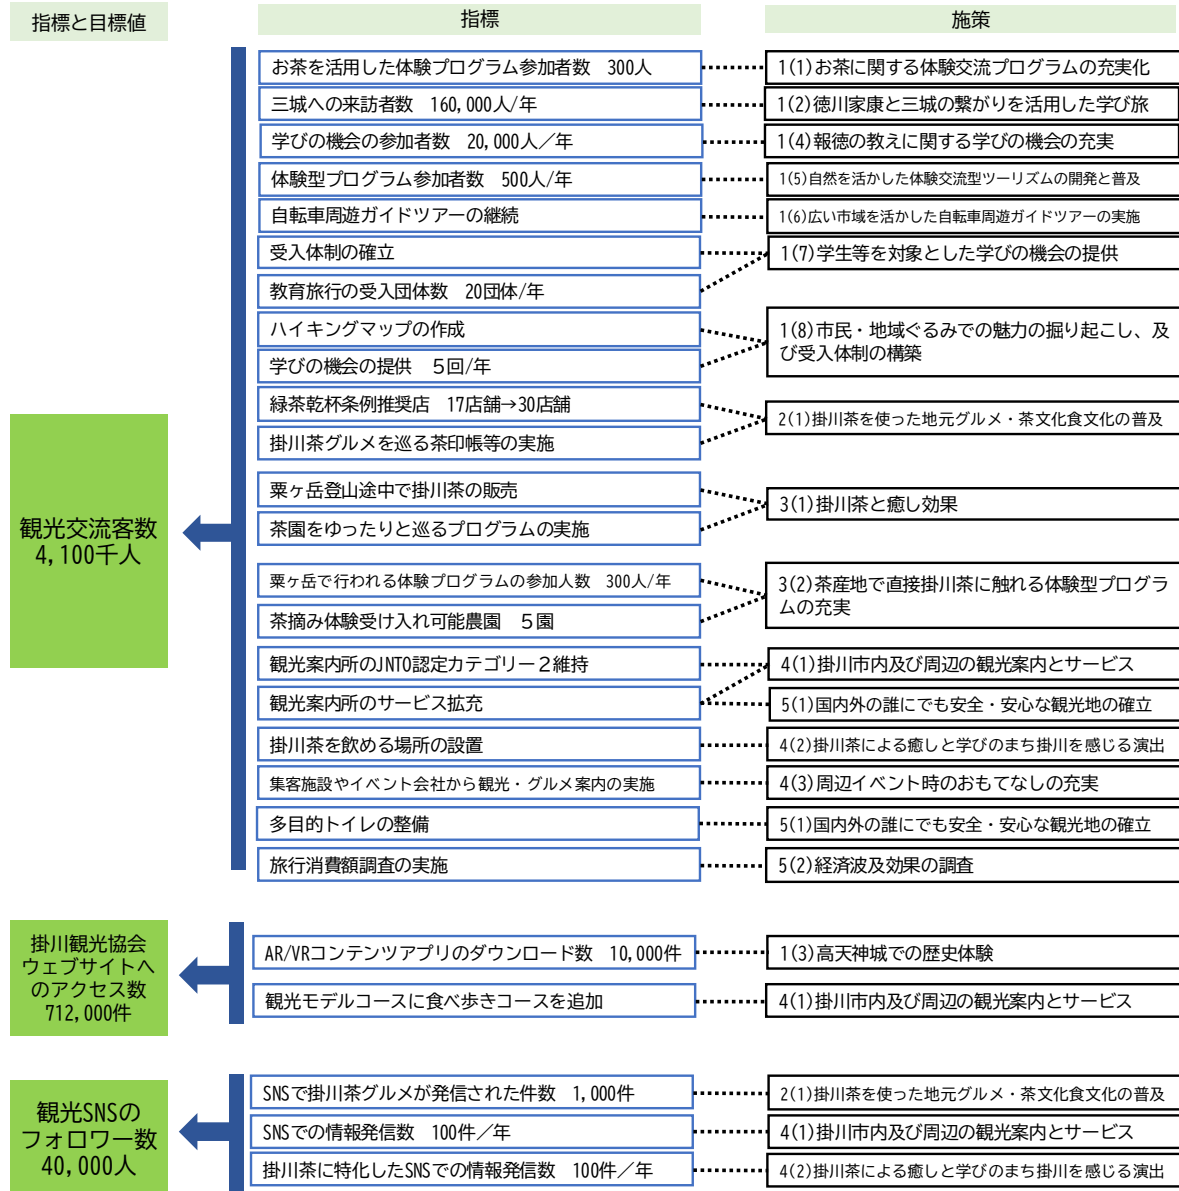 指標と目標値
指標
施策
お茶を活用した体験プログラム参加者数　300人
1(1)お茶に関する体験交流プログラムの充実化
三城への来訪者数　160,000人/年
1(2)徳川家康と三城の繋がりを活用した学び旅
学びの機会の参加者数　20,000人／年
1(4)報徳の教えに関する学びの機会の充実
体験型プログラム参加者数　500人/年
1(5)自然を活かした体験交流型ツーリズムの開発と普及
自転車周遊ガイドツアーの継続
1(6)広い市域を活かした自転車周遊ガイドツアーの実施
受入体制の確立
1(7)学生等を対象とした学びの機会の提供
教育旅行の受入団体数　20団体/年
ハイキングマップの作成
1(8)市民・地域ぐるみでの魅力の掘り起こし、及
び受入体制の構築
学びの機会の提供　５回/年
緑茶乾杯条例推奨店　17店舗→30店舗
2(1)掛川茶を使った地元グルメ・茶文化食文化の普及
掛川茶グルメを巡る茶印帳等の実施
粟ヶ岳登山途中で掛川茶の販売
3(1)掛川茶と癒し効果
茶園をゆったりと巡るプログラムの実施
観光交流客数
4,100千人
粟ヶ岳で行われる体験プログラムの参加人数　300人/年
3(2)茶産地で直接掛川茶に触れる体験型プログラ
ムの充実
茶摘み体験受け入れ可能農園　５園
観光案内所のJNTO認定カテゴリー２維持
4(1)掛川市内及び周辺の観光案内とサービス
観光案内所のサービス拡充
5(1)国内外の誰にでも安全・安心な観光地の確立
掛川茶を飲める場所の設置
4(2)掛川茶による癒しと学びのまち掛川を感じる演出
集客施設やイベント会社から観光・グルメ案内の実施
4(3)周辺イベント時のおもてなしの充実
多目的トイレの整備
5(1)国内外の誰にでも安全・安心な観光地の確立
旅行消費額調査の実施
5(2)経済波及効果の調査
掛川観光協会
ウェブサイトへ
のアクセス数
712,000件
AR/VRコンテンツアプリのダウンロード数　10,000件
1(3)高天神城での歴史体験
観光モデルコースに食べ歩きコースを追加
4(1)掛川市内及び周辺の観光案内とサービス
観光SNSの
フォロワー数
40,000人
SNSで掛川茶グルメが発信された件数　1,000件
2(1)掛川茶を使った地元グルメ・茶文化食文化の普及
SNSでの情報発信数　100件／年
4(1)掛川市内及び周辺の観光案内とサービス
掛川茶に特化したSNSでの情報発信数　100件／年
4(2)掛川茶による癒しと学びのまち掛川を感じる演出